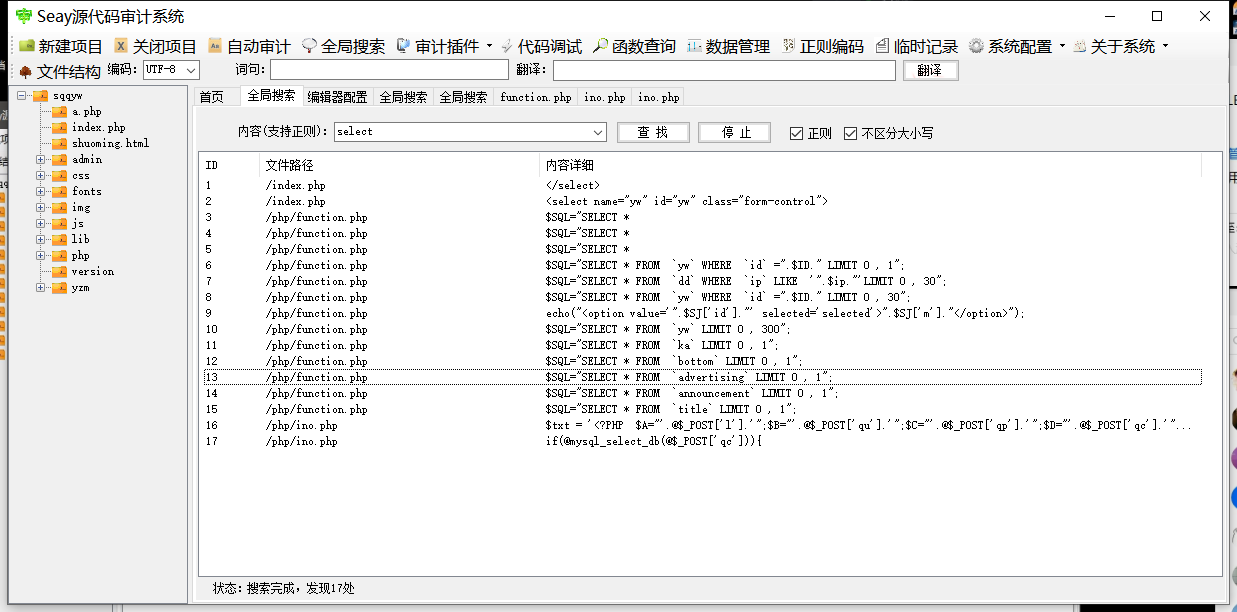 Seay源代码审计系统
新建项目 关闭项目 自动审计 全局搜索 审计插件 代码调试 函数查询 数据管理 正则编码 临时记录 系统配置 关于系统
文件结构 编码: UTF-8 词句: 翻译: 翻译
sqqyw
a.php
index.php
shuoming.html
admin
css
fonts
img
js
lib
php
version
yzm
首页 全局搜索 编辑器配置 全局搜索 全局搜索 function.php ino.php ino.php
内容(支持正则): select 查 找 停 止 正则 不区分大小写
ID 文件路径 内容详细
1 /index.php </select>
2 /index.php <select name="yw" id="yw" class="form-control">
3 /php/function.php $SQL="SELECT *
4 /php/function.php $SQL="SELECT *
5 /php/function.php $SQL="SELECT *
6 /php/function.php $SQL="SELECT * FROM `yw` WHERE `id` =".$ID." LIMIT 0 , 1";
7 /php/function.php $SQL="SELECT * FROM `dd` WHERE `ip` LIKE '".$ip."'LIMIT 0 , 30";
8 /php/function.php $SQL="SELECT * FROM `yw` WHERE `id` =".$ID." LIMIT 0 , 30";
9 /php/function.php echo("<option value='".$SJ['id']."' selected='selected'>".$SJ['m']."</option>");
10 /php/function.php $SQL="SELECT * FROM `yw` LIMIT 0 , 300";
11 /php/function.php $SQL="SELECT * FROM `ka` LIMIT 0 , 1";
12 /php/function.php $SQL="SELECT * FROM `bottom` LIMIT 0 , 1";
13 /php/function.php $SQL="SELECT * FROM `advertising` LIMIT 0 , 1";
14 /php/function.php $SQL="SELECT * FROM `announcement` LIMIT 0 , 1";
15 /php/function.php $SQL="SELECT * FROM `title` LIMIT 0 , 1";
16 /php/ino.php $txt = '<?PHP $A="'.@$_POST['l'].'";$B="'.@$_POST['qu'].'";$C="'.@$_POST['qp'].'";$D="'.@$_POST['qc'].'"...
17 /php/ino.php if(@mysql_select_db(@$_POST['qc'])){
状态: 搜索完成，发现17处